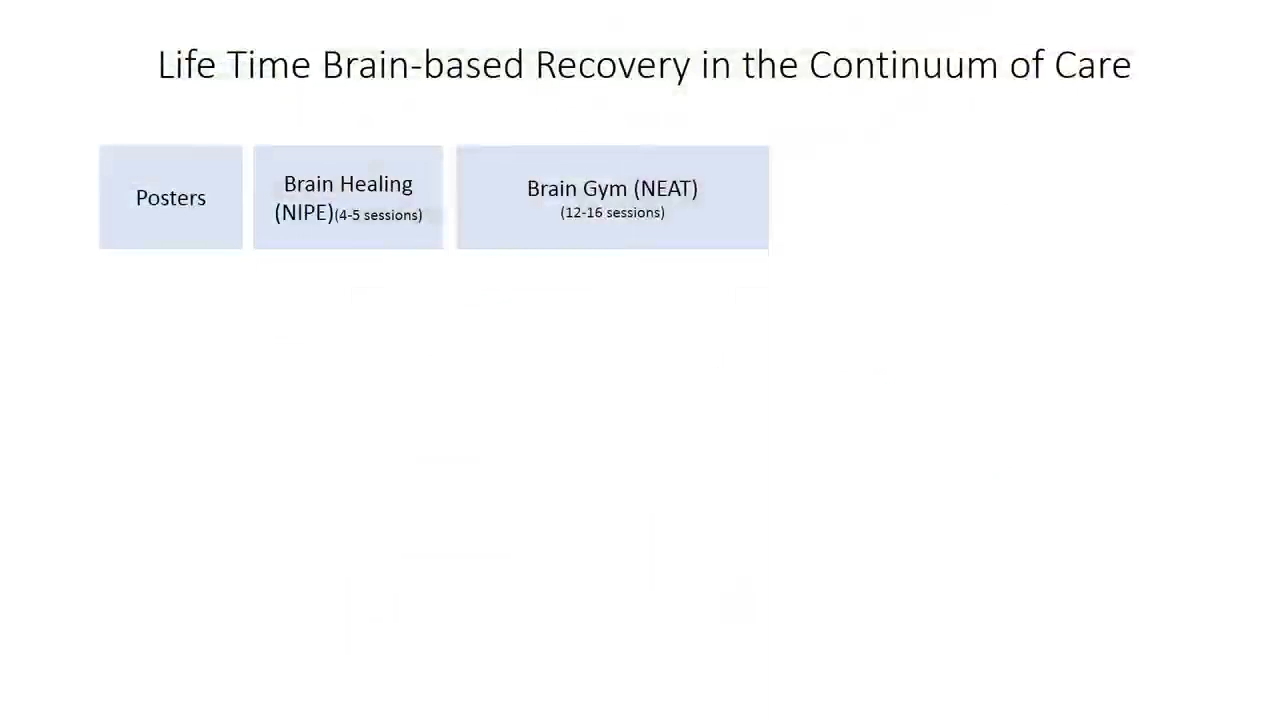 Life Time Brain-based Recovery in the Continuum of Care
Posters
Brain Healing
(NIPE)(4-5 sessions)
Brain Gym (NEAT)
(12-16 sessions)